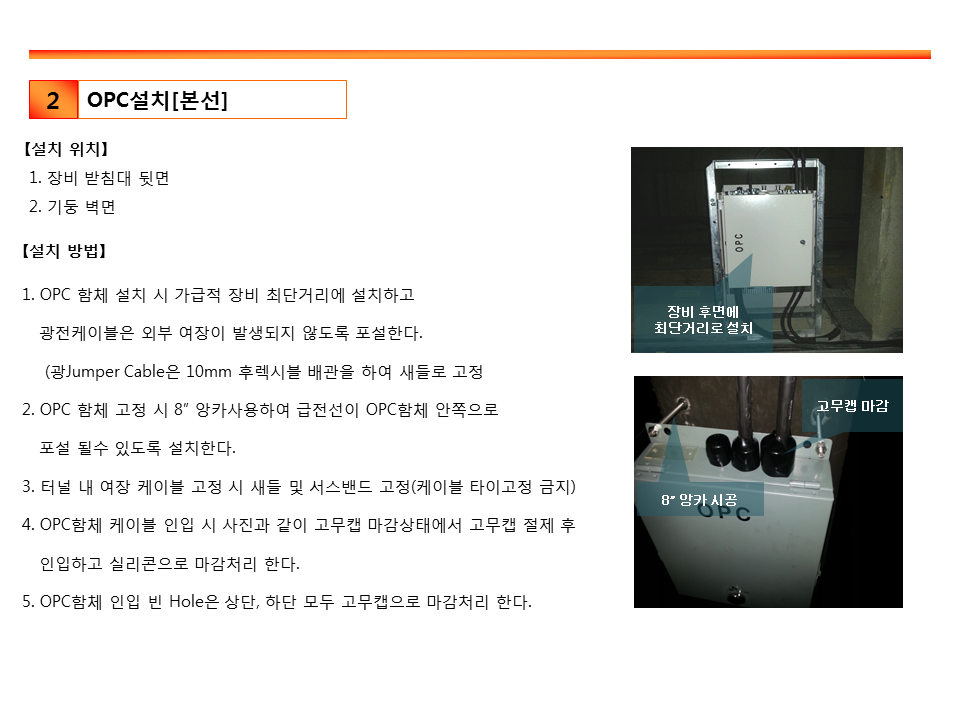 2
OPC설치[본선]
【설치 위치】
1. 장비 받침대 뒷면
2. 기둥 벽면
【설치 방법】
1. OPC 함체 설치 시 가급적 장비 최단거리에 설치하고
광전케이블은 외부 여장이 발생되지 않도록 포설한다.
(광Jumper Cable은 10mm 후렉시블 배관을 하여 새들로 고정
2. OPC 함체 고정 시 8” 앙카사용하여 급전선이 OPC함체 안쪽으로
포설 될수 있도록 설치한다.
3. 터널 내 여장 케이블 고정 시 새들 및 서스밴드 고정(케이블 타이고정 금지)
4. OPC함체 케이블 인입 시 사진과 같이 고무캡 마감상태에서 고무캡 절제 후
인입하고 실리콘으로 마감처리 한다.
5. OPC함체 인입 빈 Hole은 상단, 하단 모두 고무캡으로 마감처리 한다.
OPC
장비 후면에
최단거리로 설치
고무캡 마감
8” 앙카 시공
OPC